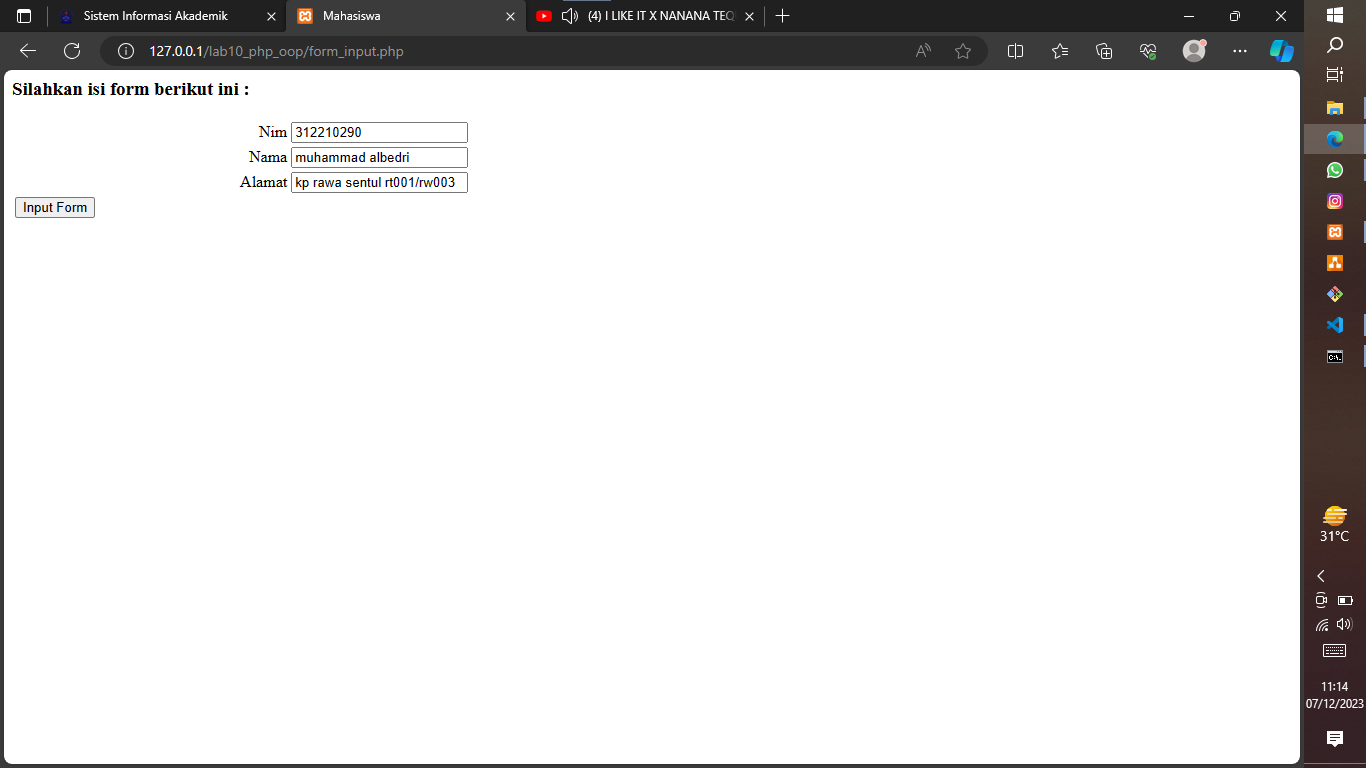 Sistem Informasi Akademik
Mahasiswa
(4) I LIKE IT X NANANA TEQ
127.0.0.1/lab10_php_oop/form_input.php
Silahkan isi form berikut ini :
Nim 312210290
Nama muhammad albedri
Alamat kp rawa sentul rt001/rw003
Input Form
31°C
11:14
07/12/2023